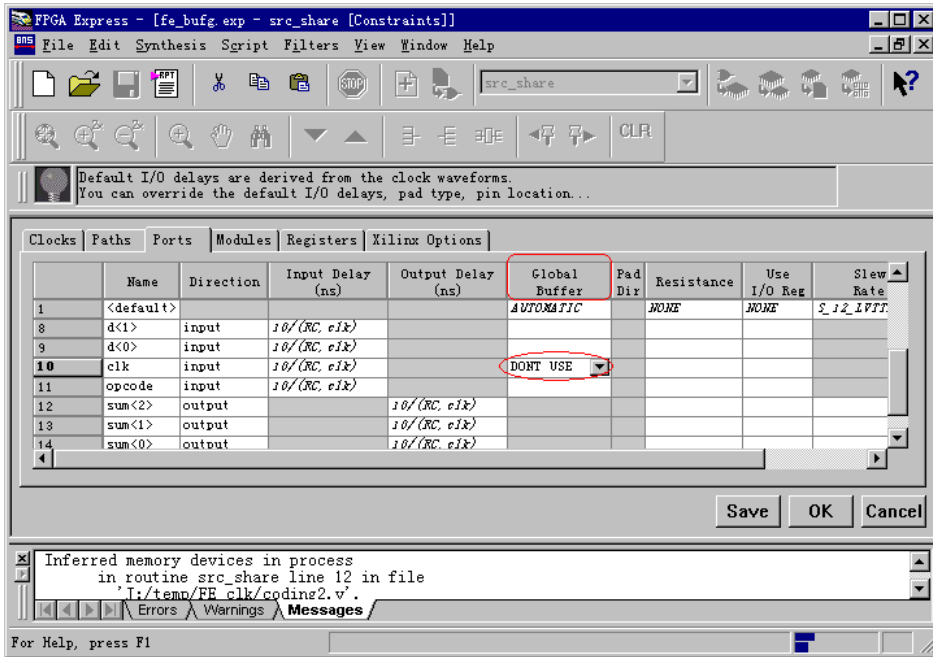 FPGA Express - [fe_bufg.exp - src_share [Constraints]]
File Edit Synthesis Script Filters View Window Help
RPT STOP src_share
2x 2x CLR
Default I/O delays are derived from the clock waveforms.
You can override the default I/O delays, pad type, pin location...
Clocks Paths Ports Modules Registers Xilinx Options
Name Direction Input Delay (ns) Output Delay (ns) Global Buffer Pad Dir Resistance Use I/O Reg Slew Rate
1 <default> AUTOMATIC NONE NONE S_12_LVTT
8 d<1> input 10/(RC, clk)
9 d<0> input 10/(RC, clk)
10 clk input 10/(RC, clk) DONT USE
11 opcode input 10/(RC, clk)
12 sum<2> output 10/(RC, clk)
13 sum<1> output 10/(RC, clk)
14 sum<0> output 10/(RC, clk)
Save OK Cancel
Inferred memory devices in process
in routine src_share line 12 in file
'I:/temp/FE_clk/coding2.v'.
Errors Warnings Messages
For Help, press F1